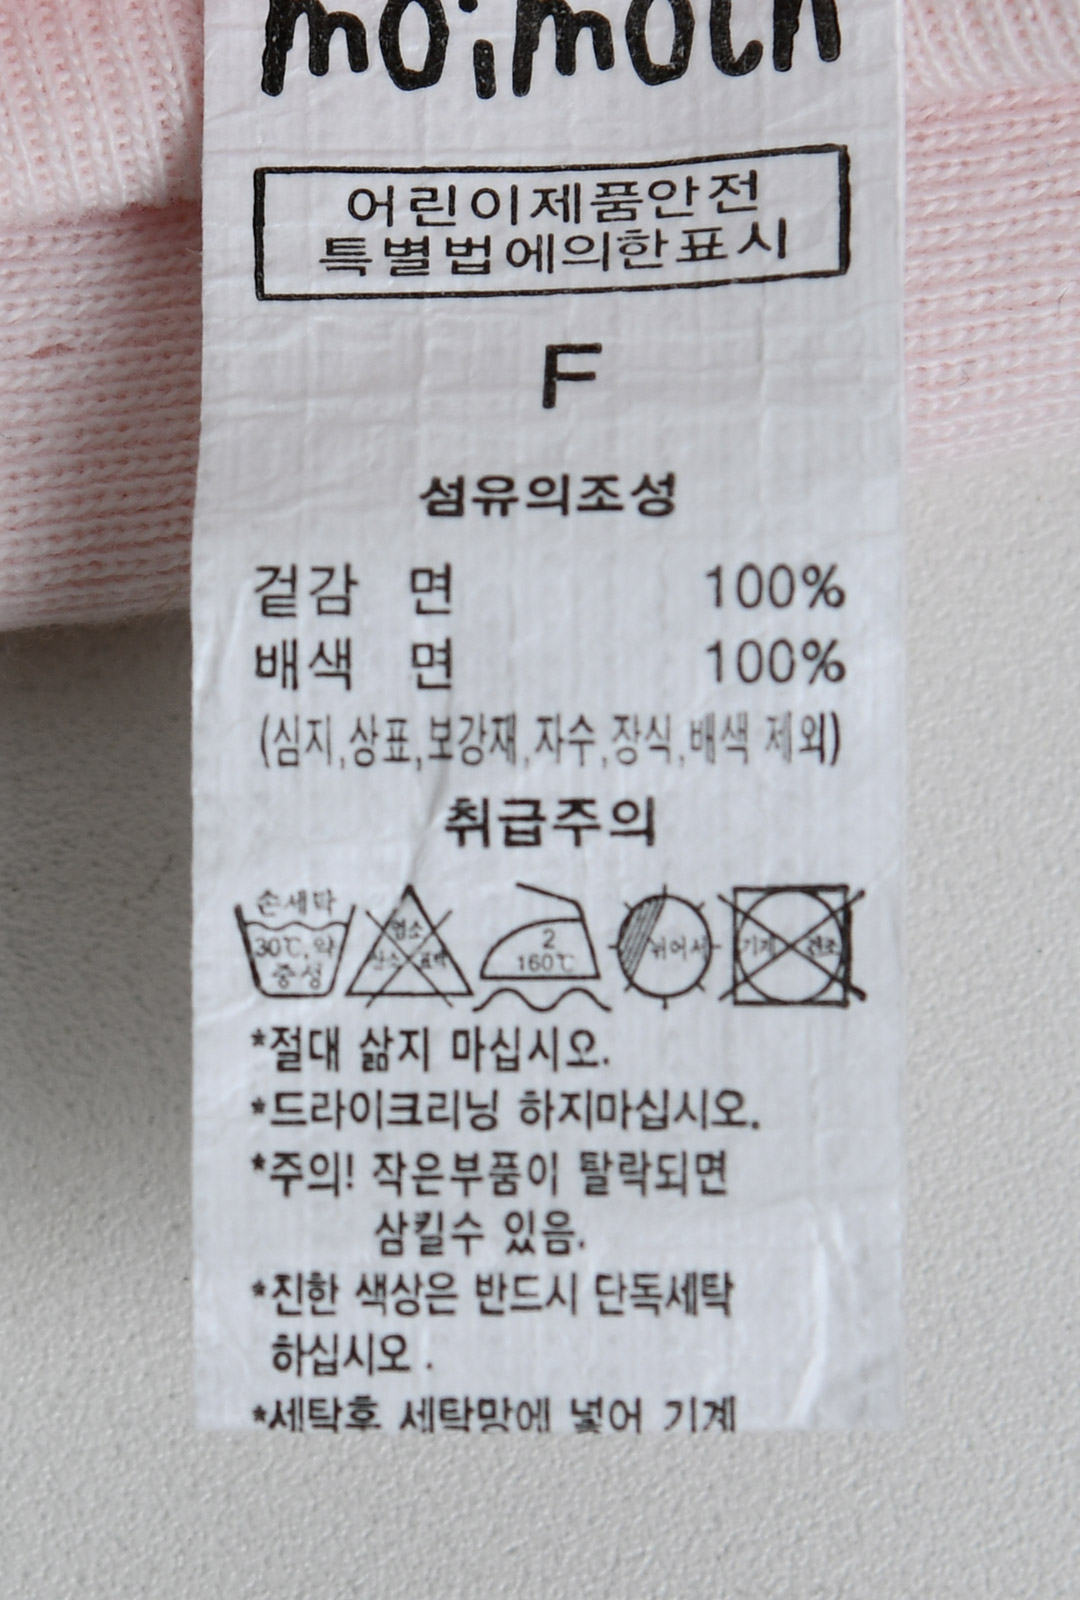 moimoln
어린이제품안전
특별법에의한표시
F
섬유의조성
겉감 면 100%
배색 면 100%
(심지,상표,보강재,자수,장식,배색 제외)
취급주의
손세탁
30℃,약
중성
염소
산소 표백
2
160℃
뉘어서
기계 건조
*절대 삶지 마십시오.
*드라이크리닝 하지마십시오.
*주의! 작은부품이 탈락되면
삼킬수 있음.
*진한 색상은 반드시 단독세탁
하십시오.
*세탁후 세탁망에 넣어 기계